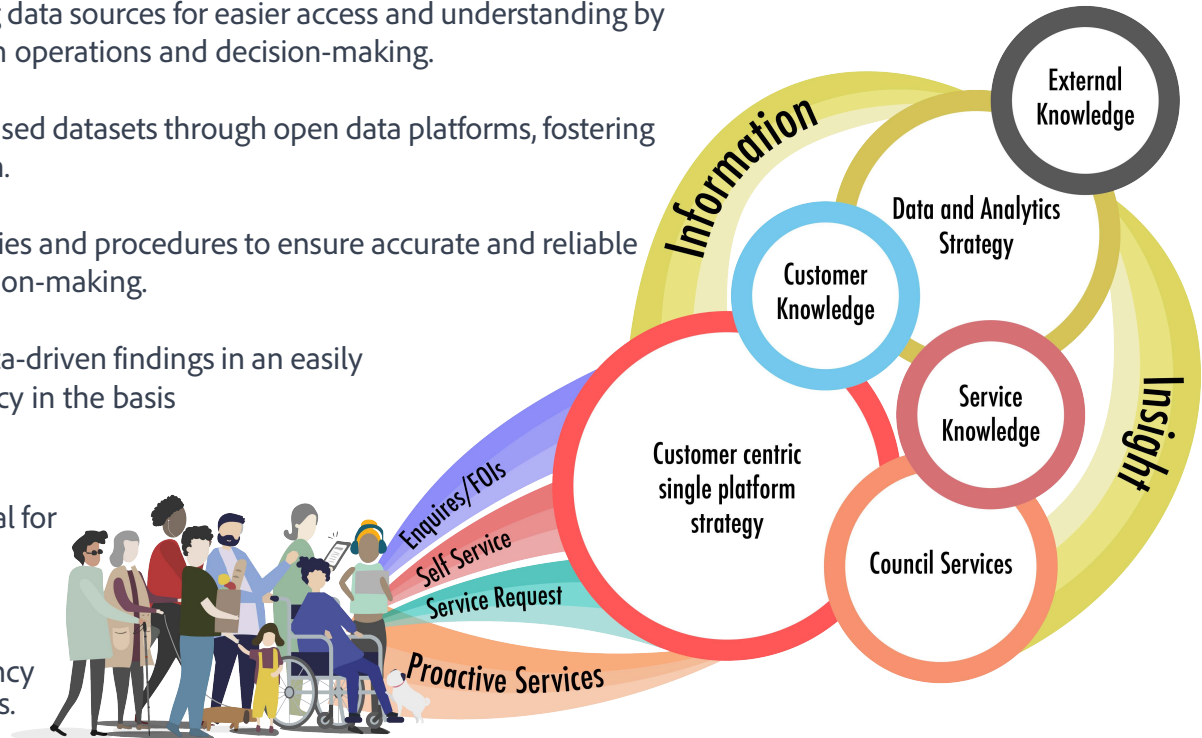 g data sources for easier access and understanding by
n operations and decision-making.
sed datasets through open data platforms, fostering
n.
ies and procedures to ensure accurate and reliable
on-making.
ta-driven findings in an easily
cy in the basis
al for
ncy
s.
External
Knowledge
Information
Data and Analytics
Strategy
Customer
Knowledge
Service
Knowledge
Insight
Customer centric
single platform
strategy
Council Services
Enquires/FOIs
Self Service
Service Request
Proactive Services